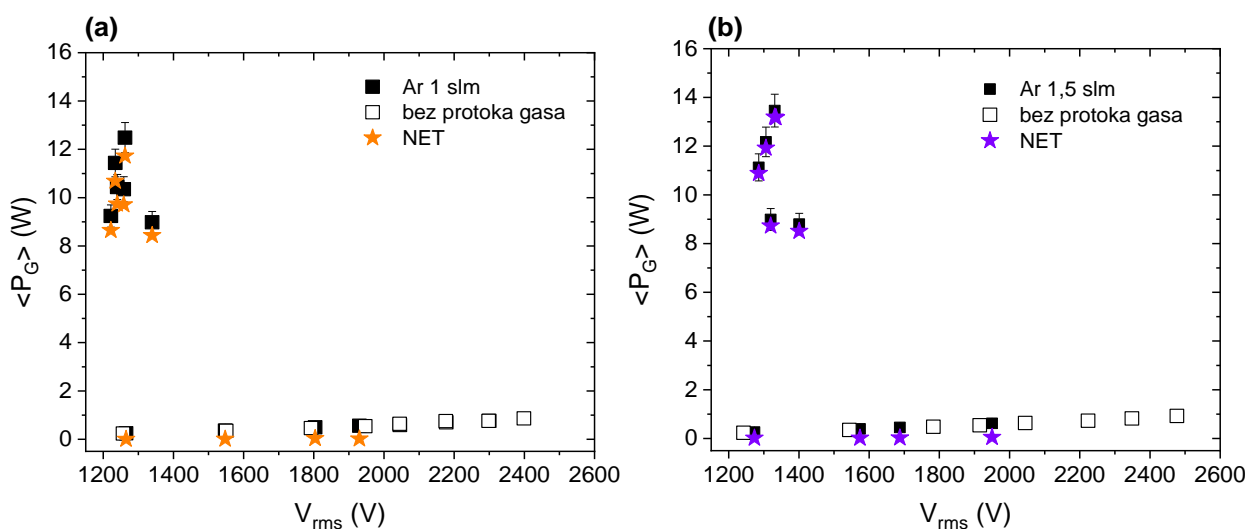 (a)
16
14
12
10
8
6
4
2
0
<P_G> (W)
Ar 1 slm
bez protoka gasa
NET
1200 1400 1600 1800 2000 2200 2400 2600
V_rms (V)
(b)
16
14
12
10
8
6
4
2
0
<P_G> (W)
Ar 1,5 slm
bez protoka gasa
NET
1200 1400 1600 1800 2000 2200 2400 2600
V_rms (V)